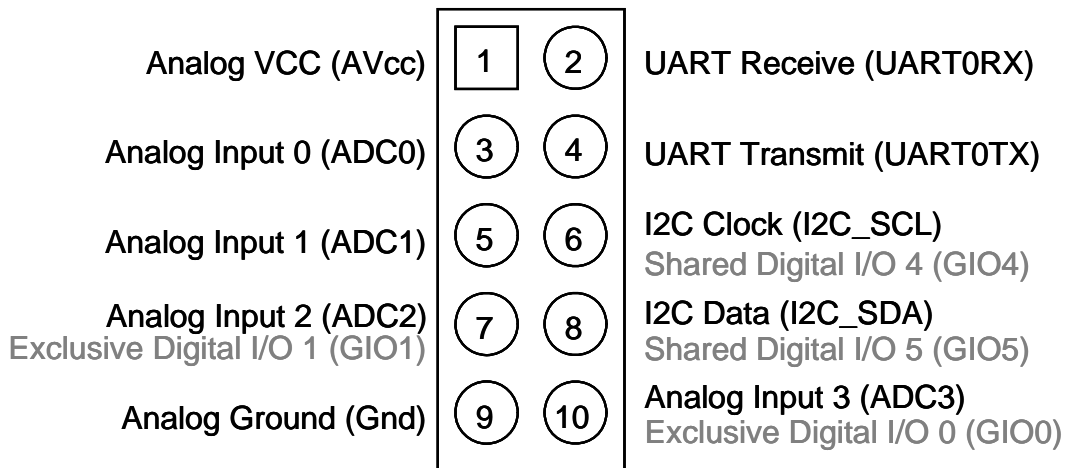 Analog VCC (AVcc) 1 2 UART Receive (UART0RX)
Analog Input 0 (ADC0) 3 4 UART Transmit (UART0TX)
Analog Input 1 (ADC1) 5 6 I2C Clock (I2C_SCL)
Shared Digital I/O 4 (GIO4)
Analog Input 2 (ADC2) 7 8 I2C Data (I2C_SDA)
Exclusive Digital I/O 1 (GIO1) Shared Digital I/O 5 (GIO5)
Analog Ground (Gnd) 9 10 Analog Input 3 (ADC3)
Exclusive Digital I/O 0 (GIO0)